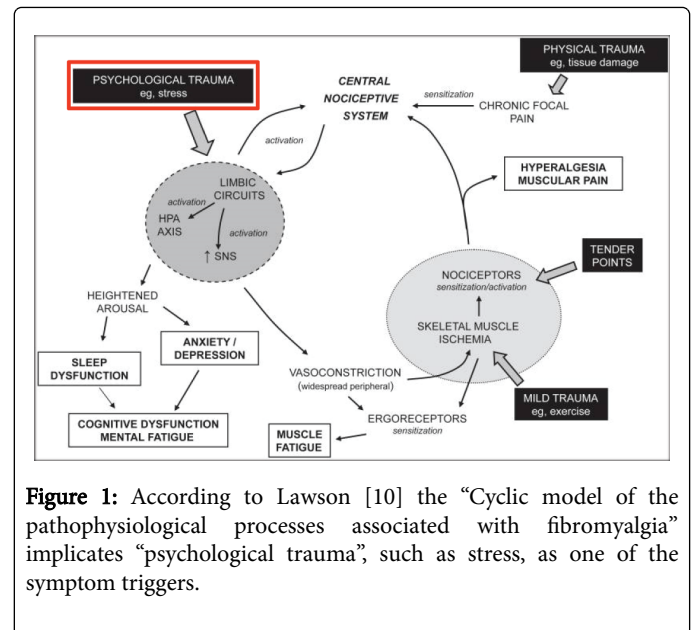 PSYCHOLOGICAL TRAUMA
eg, stress
CENTRAL
NOCICEPTIVE
SYSTEM
PHYSICAL TRAUMA
eg, tissue damage
sensitization
CHRONIC FOCAL
PAIN
activation
HYPERALGESIA
MUSCULAR PAIN
LIMBIC
CIRCUITS
activation
HPA
AXIS
activation
↑ SNS
TENDER
POINTS
NOCICEPTORS
sensitization/activation
HEIGHTENED
AROUSAL
SKELETAL MUSCLE
ISCHEMIA
ANXIETY /
DEPRESSION
SLEEP
DYSFUNCTION
VASOCONSTRICTION
(widespread peripheral)
MILD TRAUMA
eg, exercise
COGNITIVE DYSFUNCTION
MENTAL FATIGUE
ERGORECEPTORS
sensitization
MUSCLE
FATIGUE
Figure 1: According to Lawson [10] the “Cyclic model of the
pathophysiological processes associated with fibromyalgia”
implicates “psychological trauma”, such as stress, as one of the
symptom triggers.